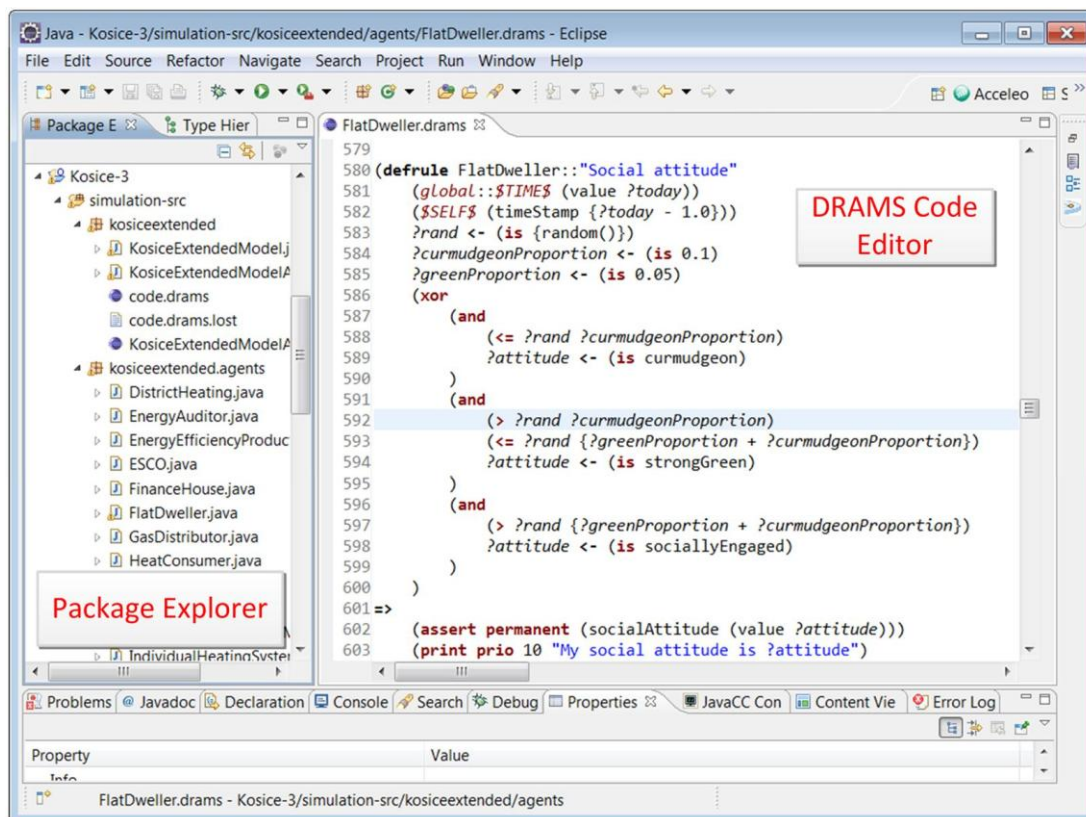 Java - Kosice-3/simulation-src/kosiceextended/agents/FlatDweller.drams - Eclipse
File Edit Source Refactor Navigate Search Project Run Window Help
Acceleo S
Package E Type Hier
FlatDweller.drams
Kosice-3
simulation-src
kosiceextended
KosiceExtendedModel.j
KosiceExtendedModelA
code.drams
code.drams.lost
KosiceExtendedModelA
kosiceextended.agents
DistrictHeating.java
EnergyAuditor.java
EnergyEfficiencyProduc
ESCO.java
FinanceHouse.java
FlatDweller.java
GasDistributor.java
HeatConsumer.java
Package Explorer
IndividualHeatingSyster
579
580 (defrule FlatDweller::"Social attitude"
581 (global::$TIME$ (value ?today))
582 ($SELF$ (timeStamp {?today - 1.0}))
583 ?rand <- (is {random()})
584 ?curmudgeonProportion <- (is 0.1)
585 ?greenProportion <- (is 0.05)
586 (xor
587 (and
588 (<= ?rand ?curmudgeonProportion)
589 ?attitude <- (is curmudgeon)
590 )
591 (and
592 (> ?rand ?curmudgeonProportion)
593 (<= ?rand {?greenProportion + ?curmudgeonProportion})
594 ?attitude <- (is strongGreen)
595 )
596 (and
597 (> ?rand {?greenProportion + ?curmudgeonProportion})
598 ?attitude <- (is sociallyEngaged)
599 )
600 )
601 =>
602 (assert permanent (socialAttitude (value ?attitude)))
603 (print prio 10 "My social attitude is ?attitude")
DRAMS Code
Editor
Problems @ Javadoc Declaration Console Search Debug Properties JavaCC Con Content Vie Error Log
Property Value
Info
FlatDweller.drams - Kosice-3/simulation-src/kosiceextended/agents